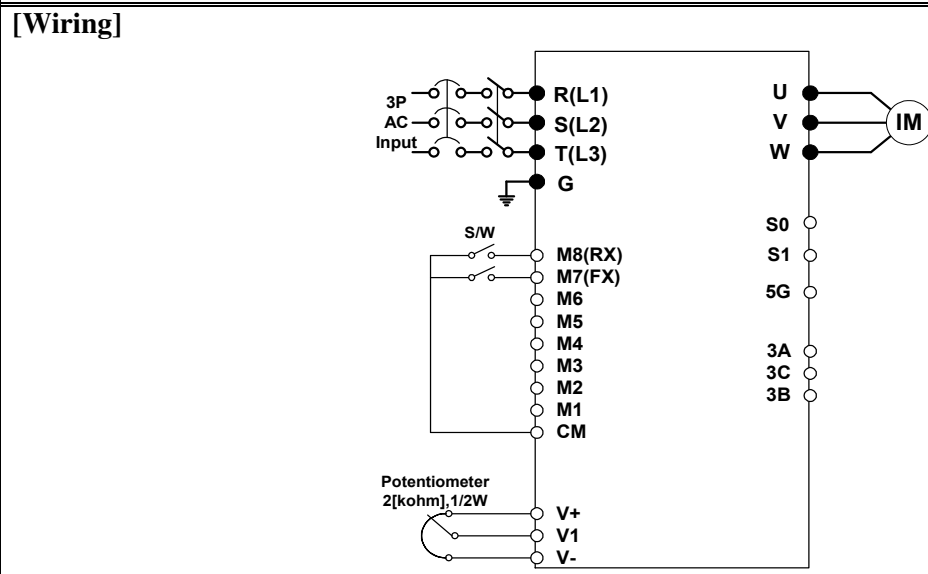 [Wiring]
3P
AC
Input
R(L1)
S(L2)
T(L3)
G
U
V
W
IM
S/W
M8(RX)
M7(FX)
M6
M5
M4
M3
M2
M1
CM
S0
S1
5G
3A
3C
3B
Potentiometer
2[kohm],1/2W
V+
V1
V-